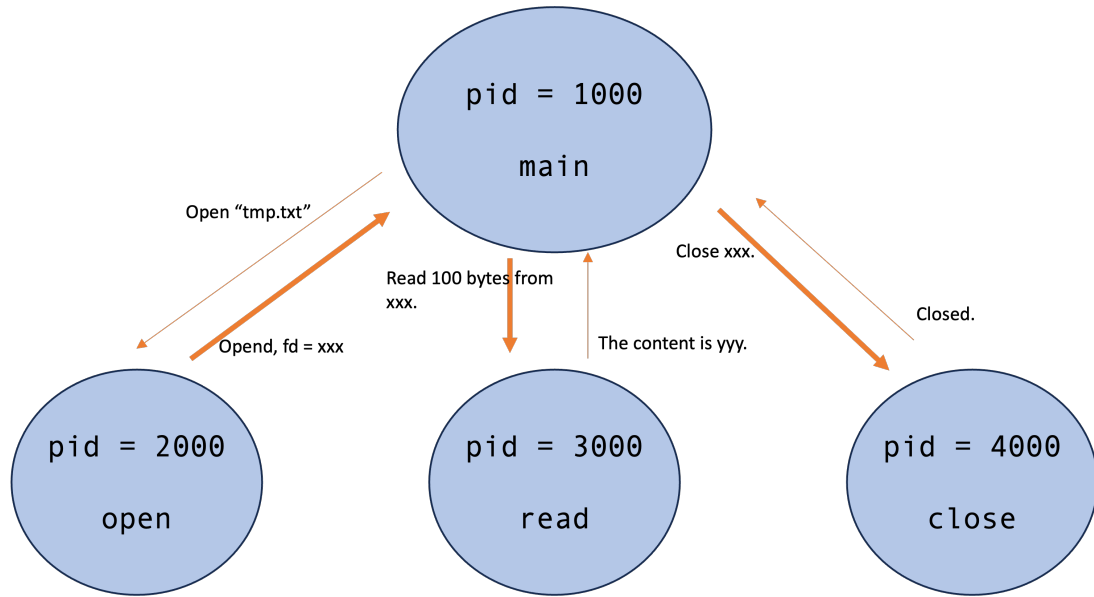 pid = 1000
main
Open “tmp.txt”
Opend, fd = xxx
Read 100 bytes from
xxx.
The content is yyy.
Close xxx.
Closed.
pid = 2000
open
pid = 3000
read
pid = 4000
close